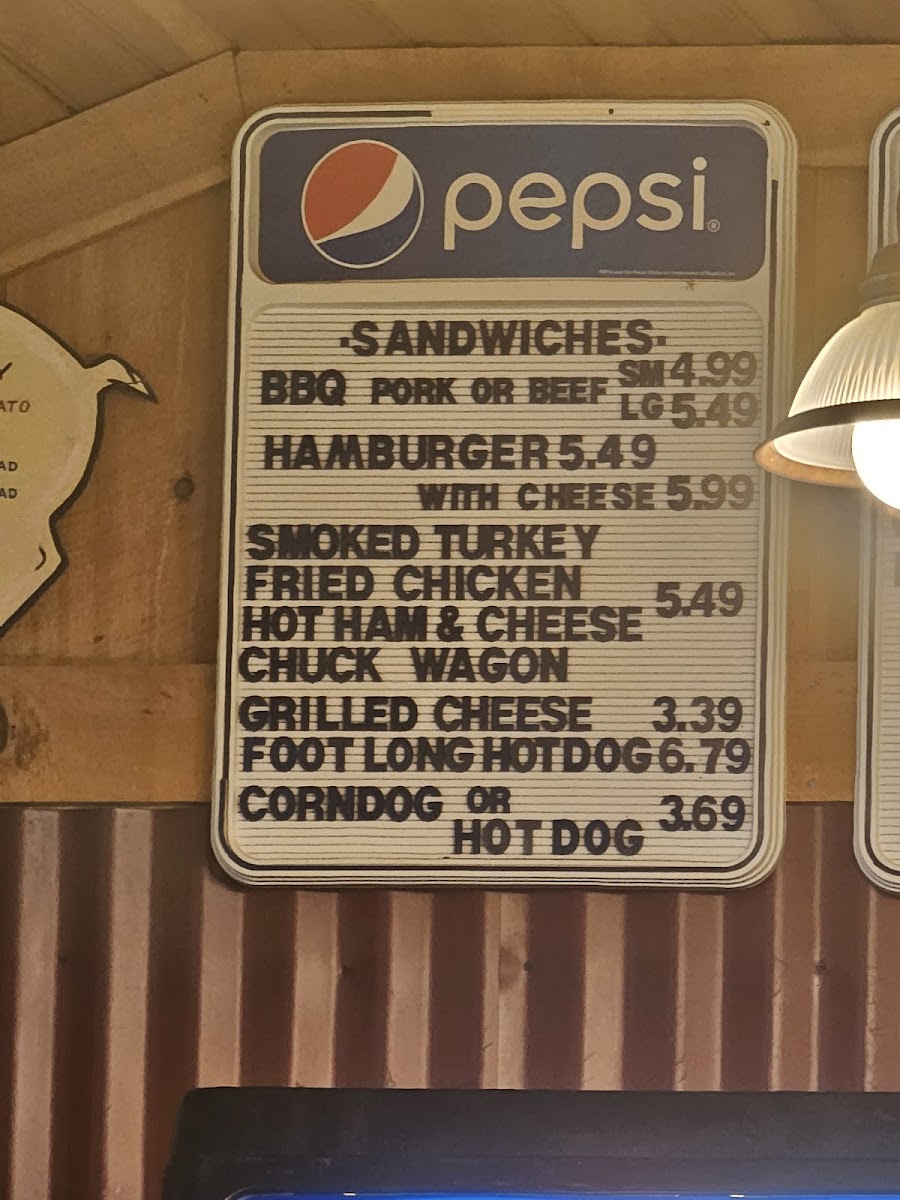 pepsi
·SANDWICHES·
BBQ PORK OR BEEF SM 4.99
LG 5.49
HAMBURGER 5.49
WITH CHEESE 5.99
SMOKED TURKEY
FRIED CHICKEN
5.49
HOT HAM & CHEESE
CHUCK WAGON
GRILLED CHEESE 3.39
FOOT LONG HOTDOG 6.79
CORNDOG OR
HOT DOG 3.69